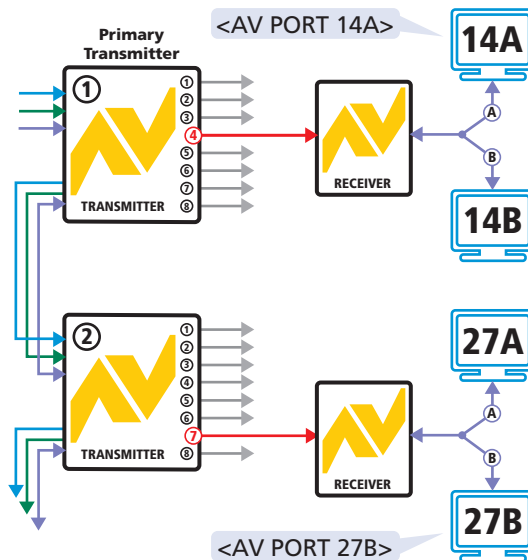 Primary
Transmitter
<AV PORT 14A>
14A
1
1
2
3
4
5
6
7
8
A
B
TRANSMITTER
RECEIVER
14B
2
1
2
3
4
5
6
7
8
27A
A
B
TRANSMITTER
RECEIVER
27B
<AV PORT 27B>